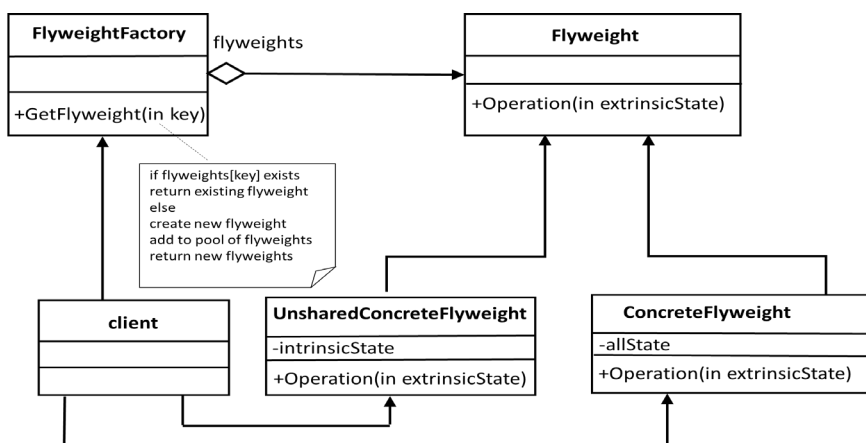 FlyweightFactory
flyweights
+GetFlyweight(in key)
Flyweight
+Operation(in extrinsicState)
if flyweights[key] exists
return existing flyweight
else
create new flyweight
add to pool of flyweights
return new flyweights
client
UnsharedConcreteFlyweight
-intrinsicState
+Operation(in extrinsicState)
ConcreteFlyweight
-allState
+Operation(in extrinsicState)